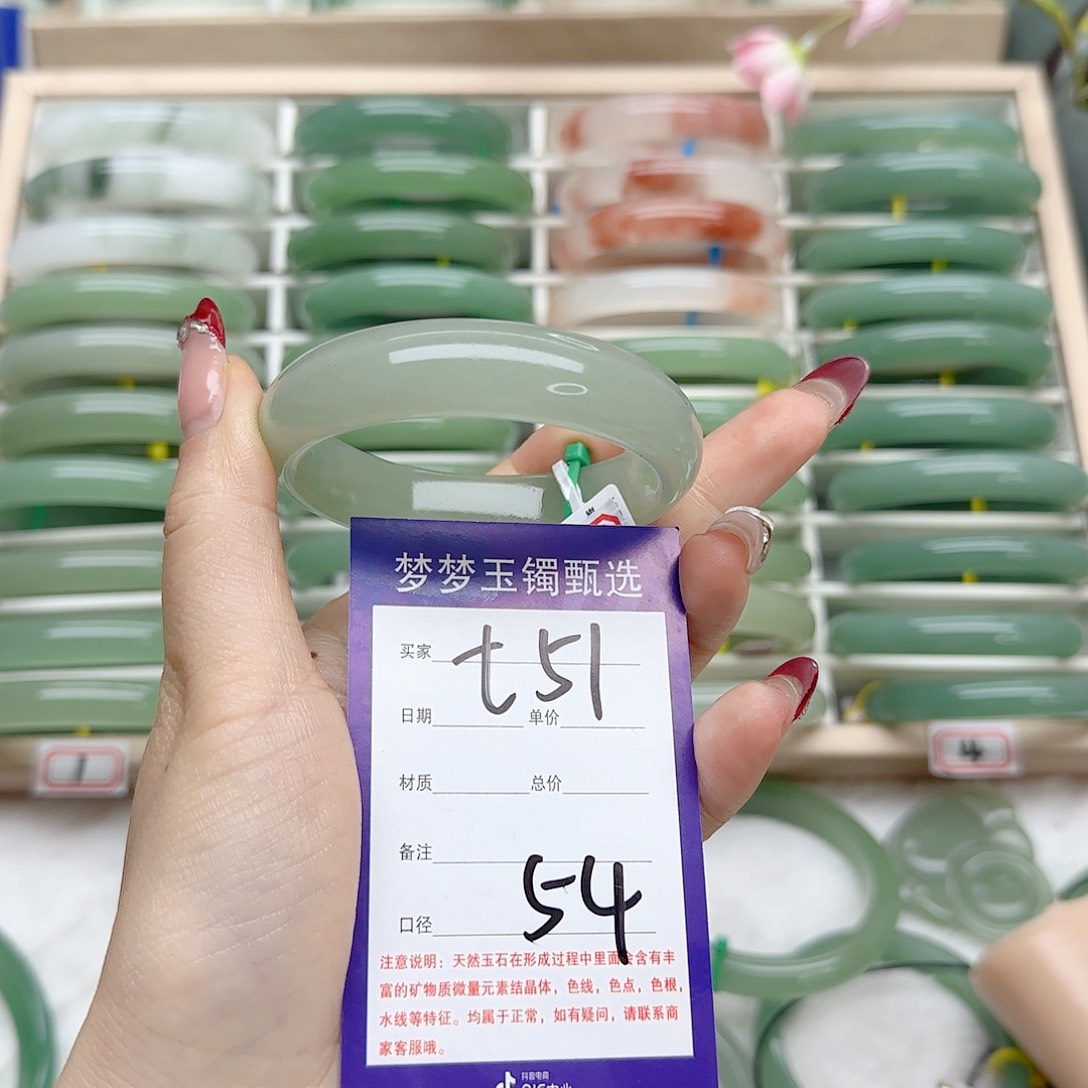 梦梦玉镯甄选
买家 t51
日期 单价
材质 总价
备注
口径 54
注意说明：天然玉石在形成过程中里面会含有丰
富的矿物质微量元素结晶体，色线，色点，色根，
水线等特征。均属于正常，如有疑问，请联系商
家客服哦。
抖音电商
1
4